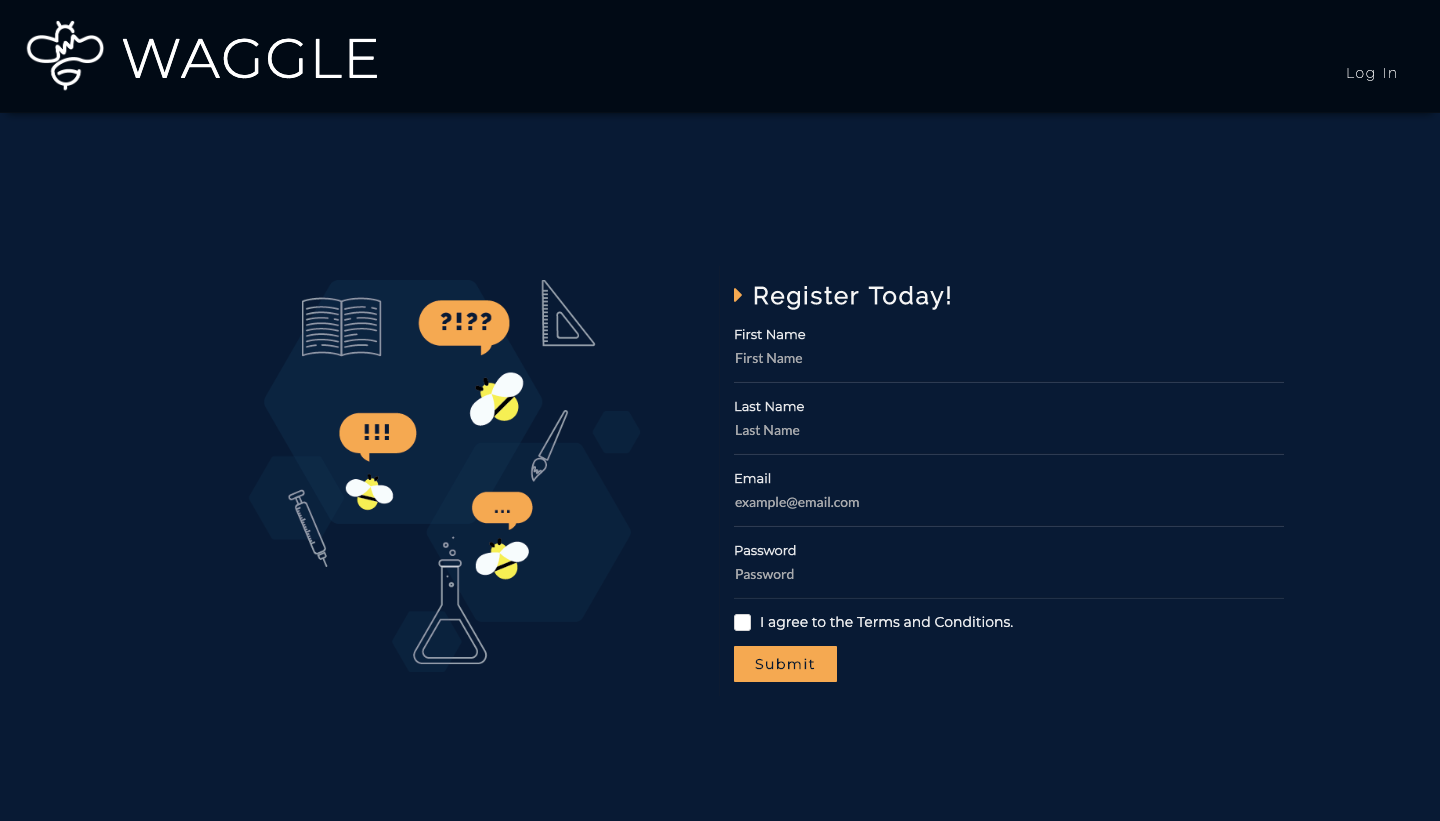 WAGGLE
Log In
?!??
!!!
...
Register Today!
First Name
First Name
Last Name
Last Name
Email
example@email.com
Password
Password
I agree to the Terms and Conditions.
Submit